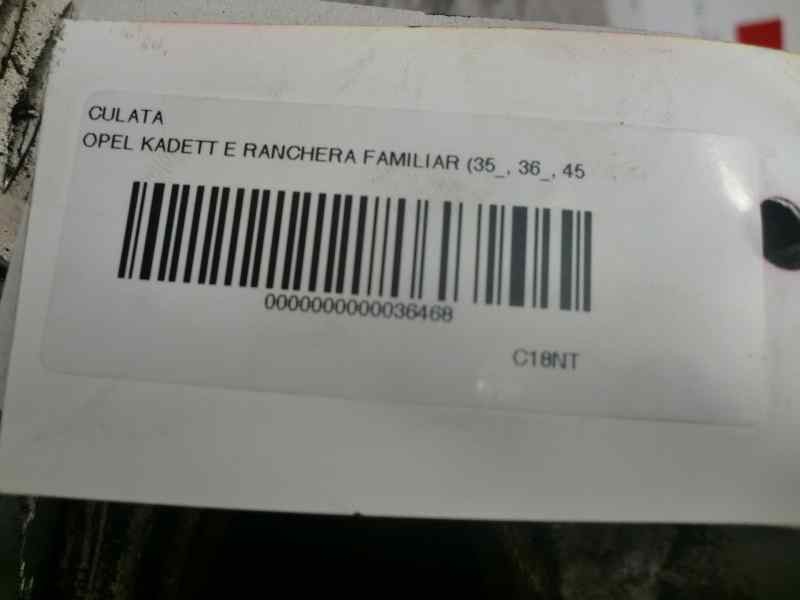 CULATA
OPEL KADETT E RANCHERA FAMILIAR (35_, 36_, 45
0000000000036468
C18NT